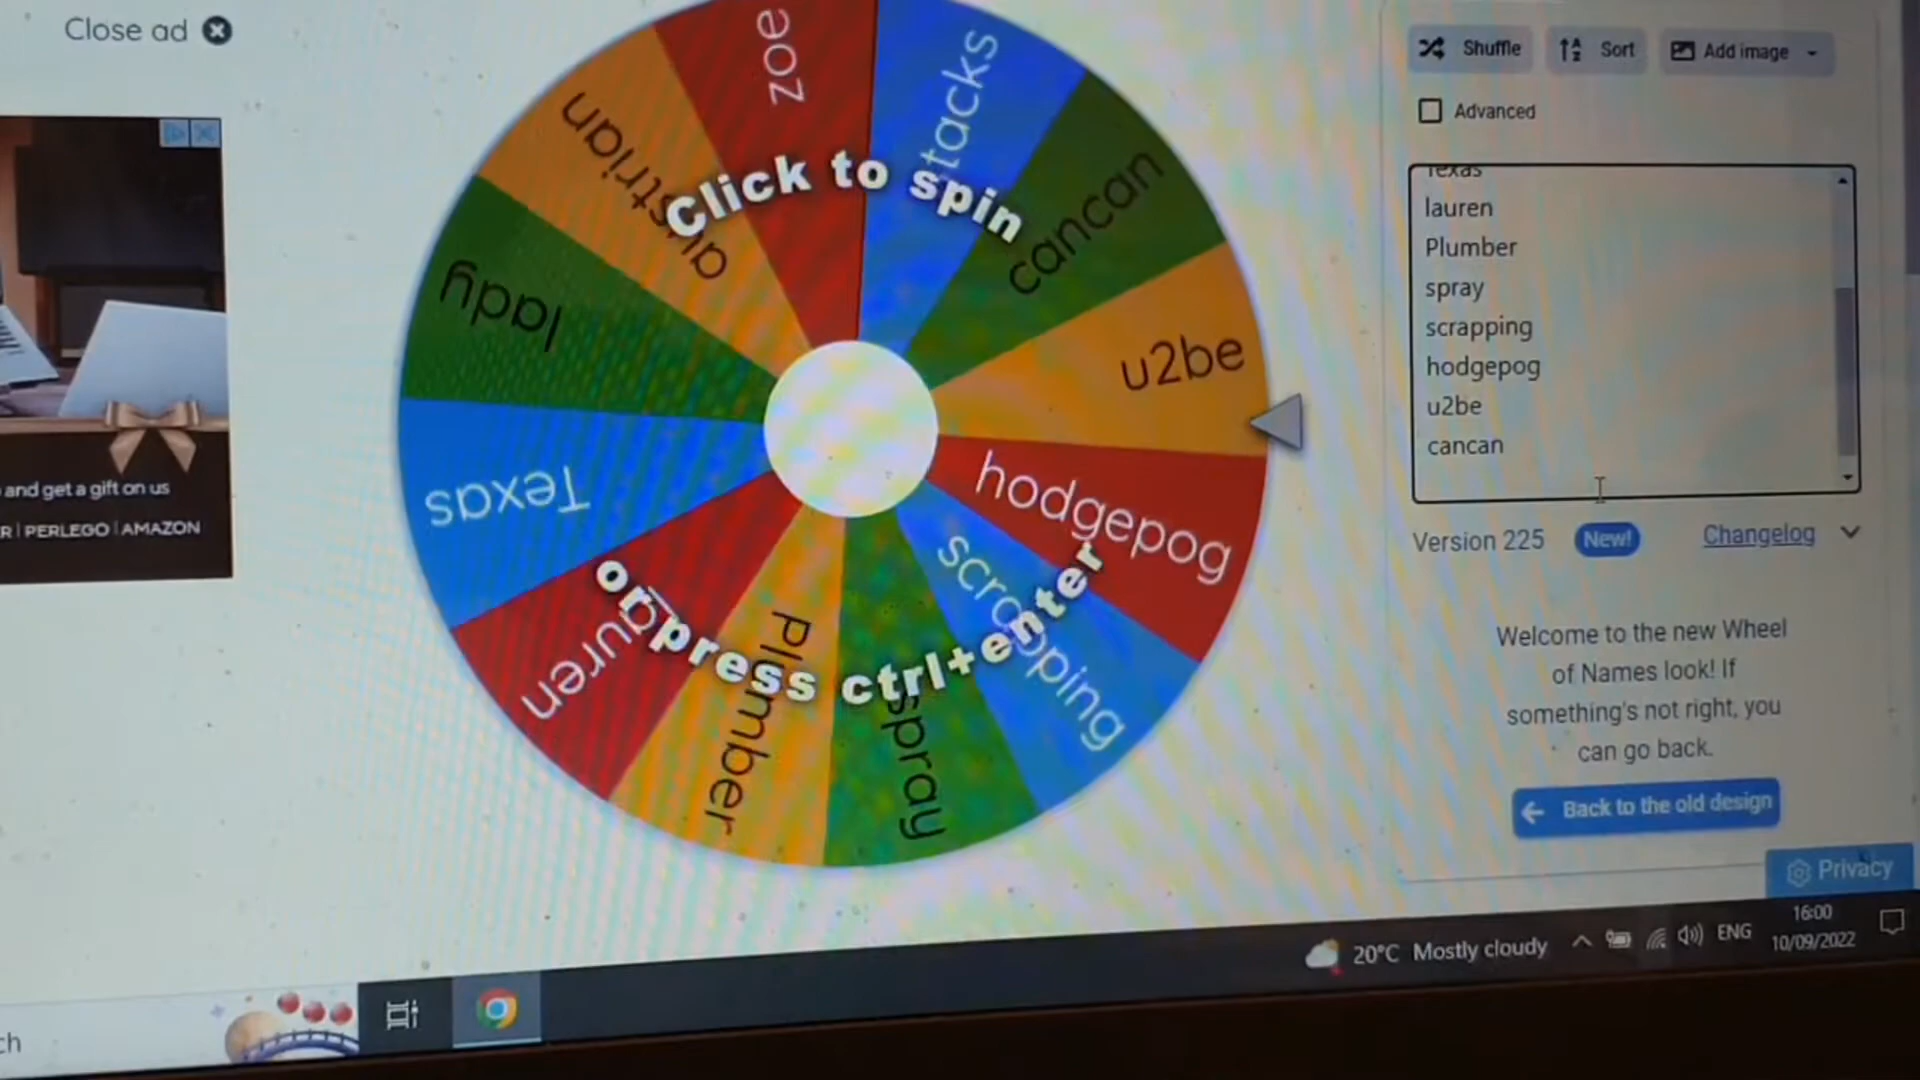 Close ad
and get a gift on us
R | PERLEGO | AMAZON
zoe
stacks
cancan
u2be
hodgepog
scrapping
spray
Plumber
lauren
Texas
lady
austrian
Click to spin
or press ctrl+enter
Shuffle
Sort
Add image
Advanced
Texas
lauren
Plumber
spray
scrapping
hodgepog
u2be
cancan
Version 225 New! Changelog
Welcome to the new Wheel
of Names look! If
something's not right, you
can go back.
Back to the old design
Privacy
20°C Mostly cloudy
ENG
16:00
10/09/2022
ch